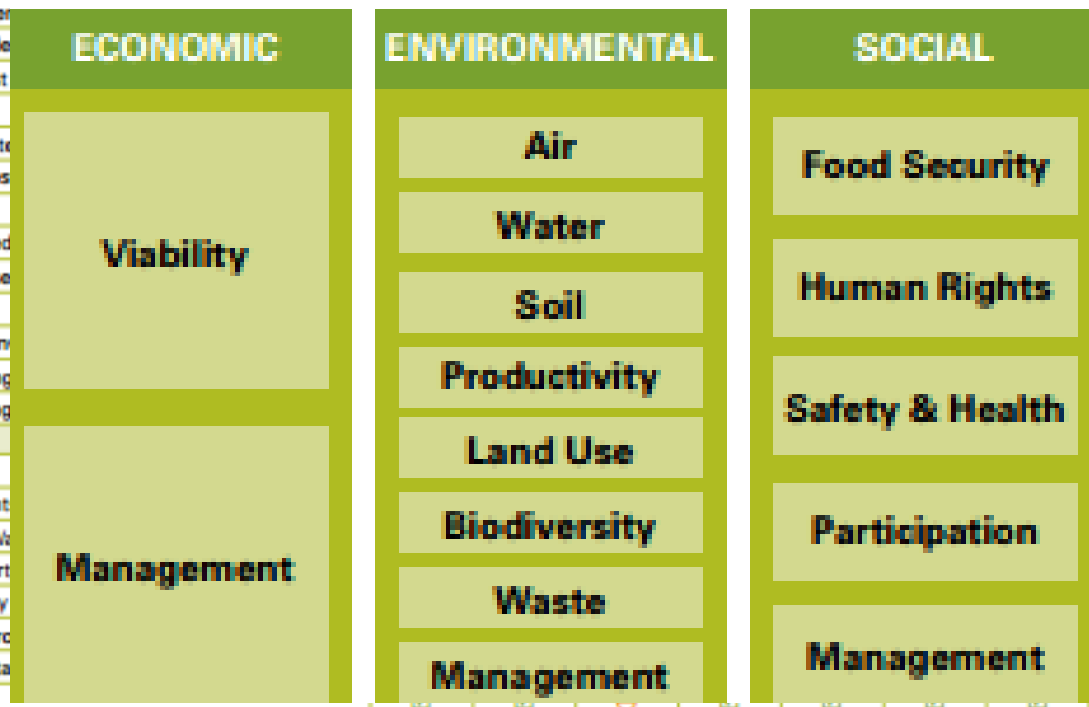 ECONOMIC
Viability
Management
ENVIRONMENTAL
Air
Water
Soil
Productivity
Land Use
Biodiversity
Waste
Management
SOCIAL
Food Security
Human Rights
Safety & Health
Participation
Management